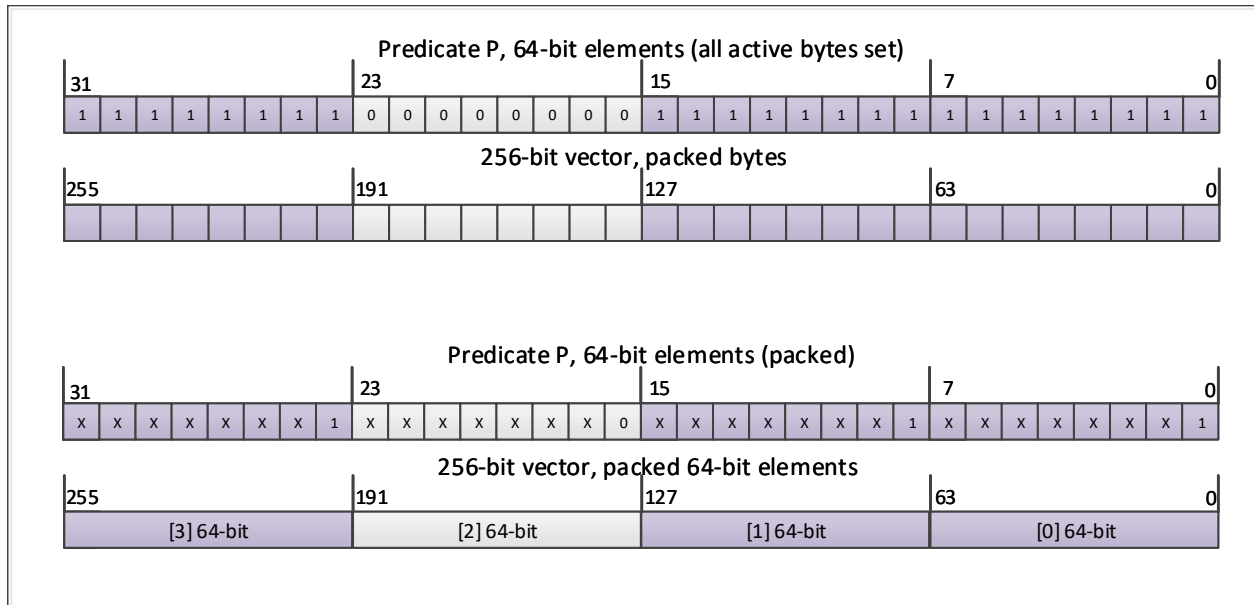 Predicate P, 64-bit elements (all active bytes set)
31 23 15 7 0
1 1 1 1 1 1 1 1 0 0 0 0 0 0 0 0 1 1 1 1 1 1 1 1 1 1 1 1 1 1 1 1
256-bit vector, packed bytes
255 191 127 63 0
Predicate P, 64-bit elements (packed)
31 23 15 7 0
X X X X X X X 1 X X X X X X X 0 X X X X X X X 1 X X X X X X X 1
256-bit vector, packed 64-bit elements
255 191 127 63 0
[3] 64-bit [2] 64-bit [1] 64-bit [0] 64-bit